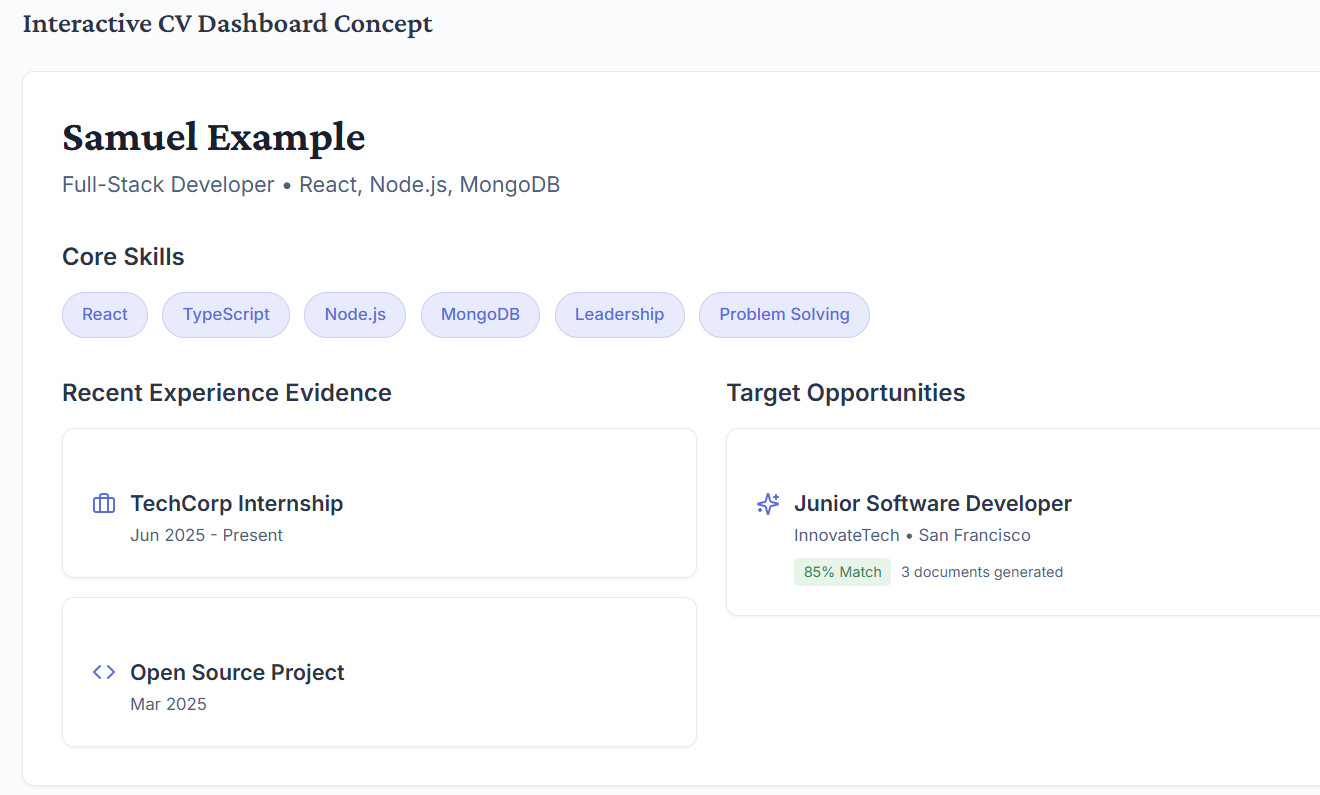 Interactive CV Dashboard Concept
Samuel Example
Full-Stack Developer • React, Node.js, MongoDB
Core Skills
React
TypeScript
Node.js
MongoDB
Leadership
Problem Solving
Recent Experience Evidence
TechCorp Internship
Jun 2025 - Present
Open Source Project
Mar 2025
Target Opportunities
Junior Software Developer
InnovateTech • San Francisco
85% Match
3 documents generated